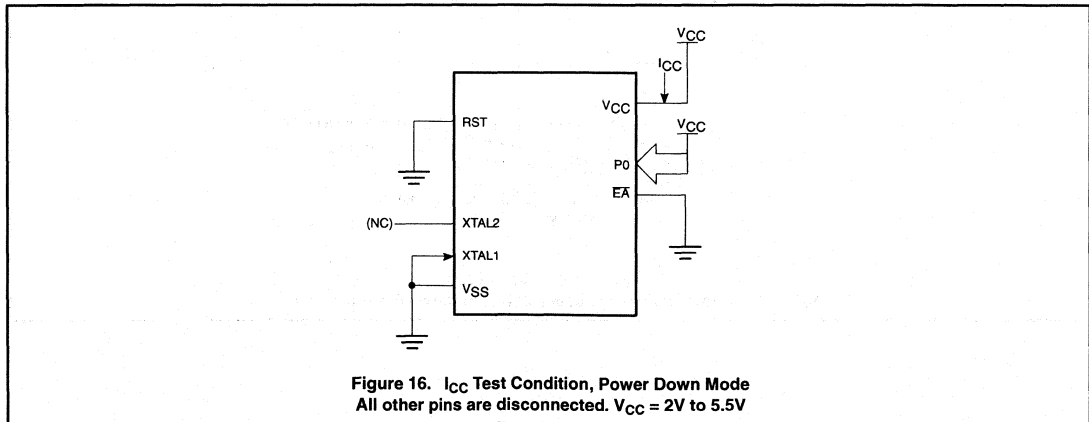 VCC
ICC
VCC
RST
VCC
P0
EA
(NC)
XTAL2
XTAL1
VSS
Figure 16. ICC Test Condition, Power Down Mode
All other pins are disconnected. VCC = 2V to 5.5V